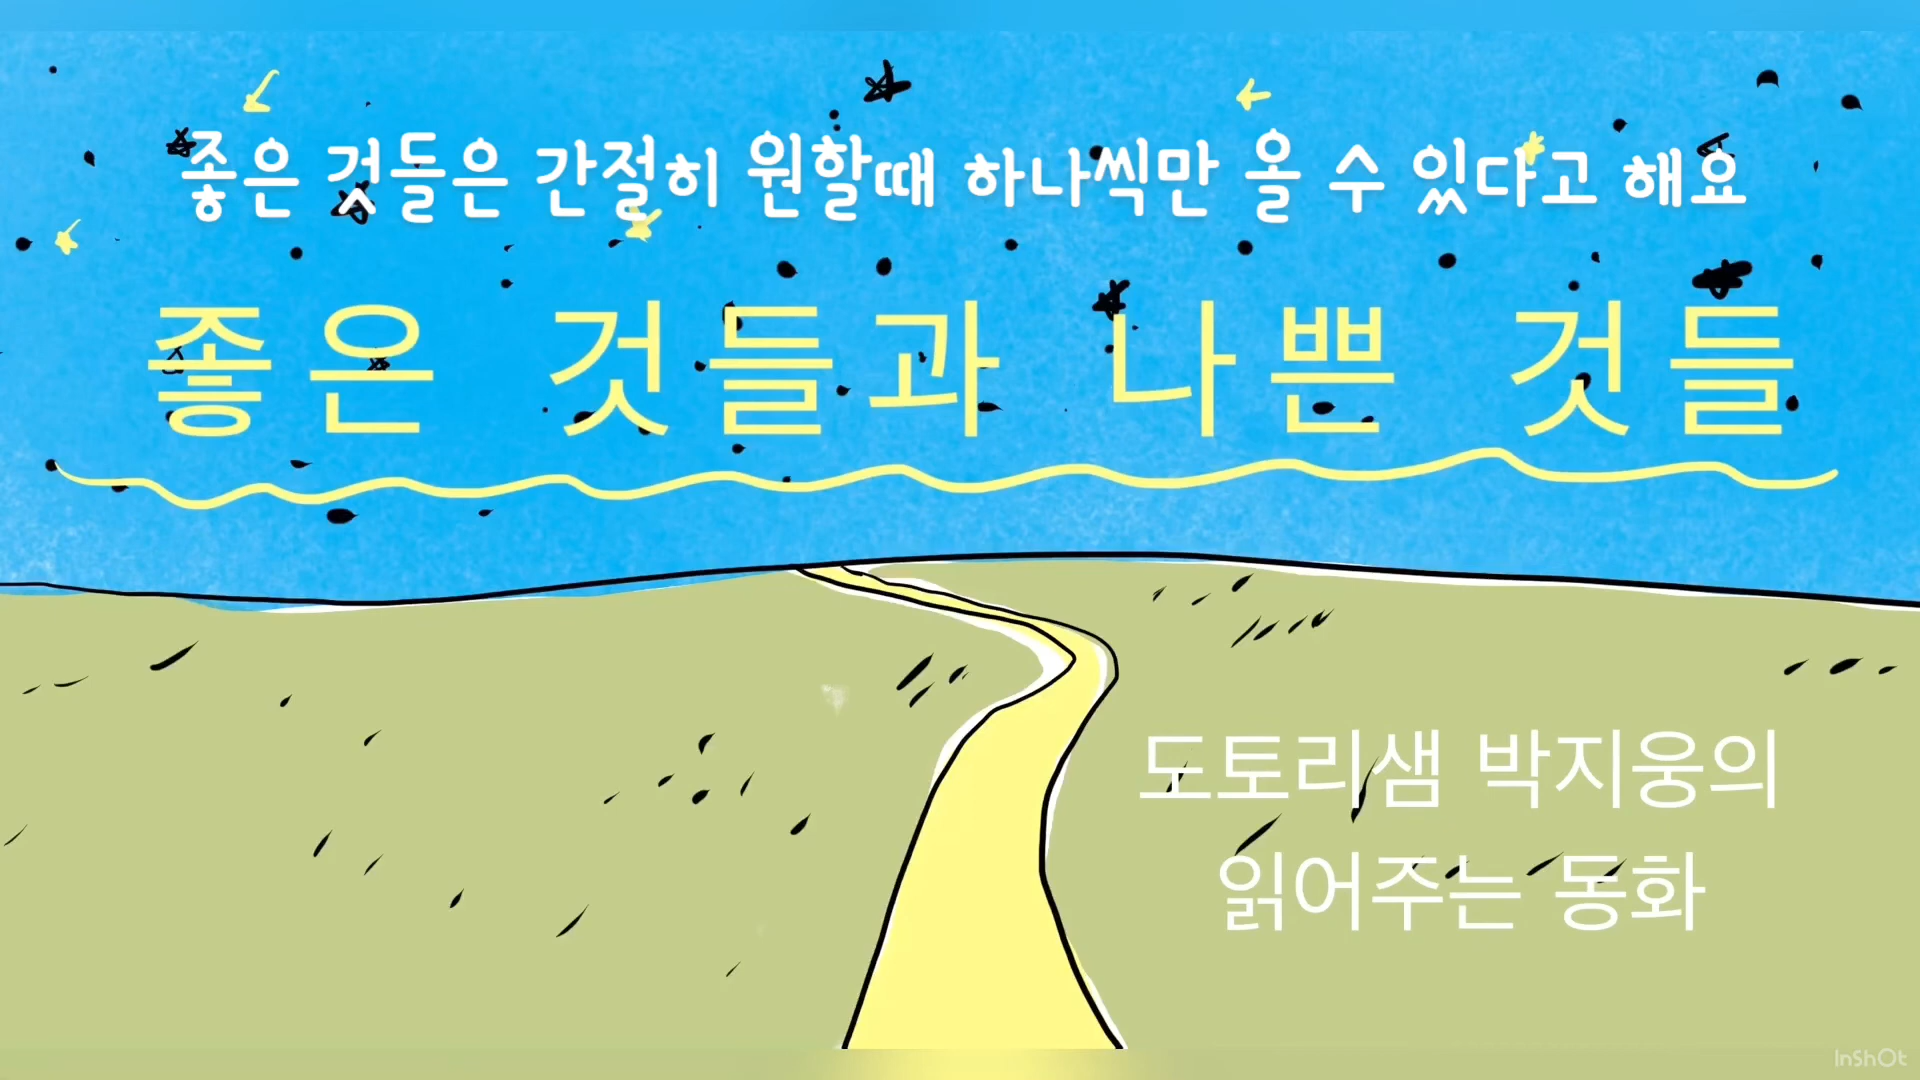 좋은 것들은 간절히 원할때 하나씩만 올 수 있다고 해요
좋은 것들과 나쁜 것들
도토리샘 박지웅의
읽어주는 동화
InShOt